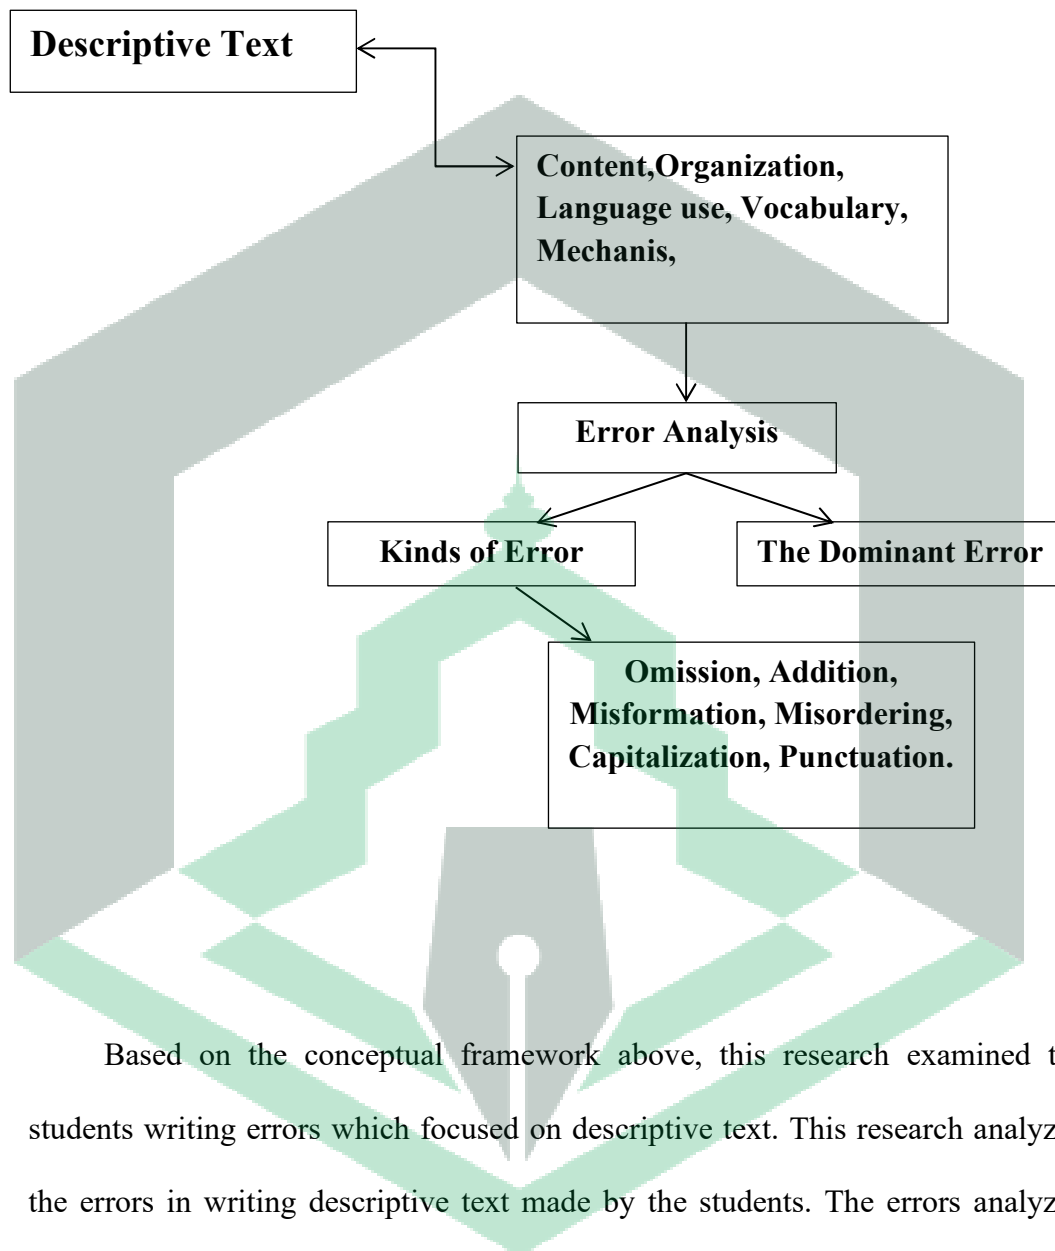 Descriptive Text
Content,Organization,
Language use, Vocabulary,
Mechanis,
Error Analysis
Kinds of Error
The Dominant Error
Omission, Addition,
Misformation, Misordering,
Capitalization, Punctuation.
Based on the conceptual framework above, this research examined
students writing errors which focused on descriptive text. This research
the errors in writing descriptive text made by the students. The errors